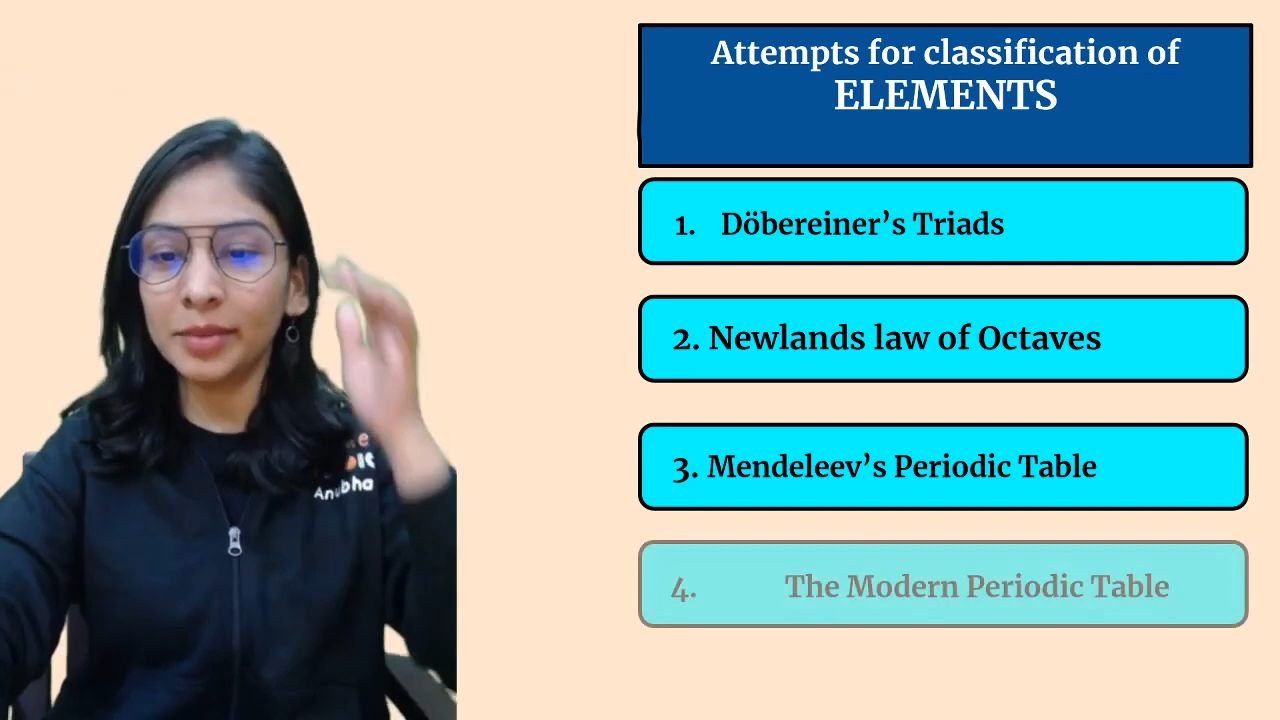 Attempts for classification of
ELEMENTS
1. Döbereiner’s Triads
2. Newlands law of Octaves
3. Mendeleev’s Periodic Table
4. The Modern Periodic Table